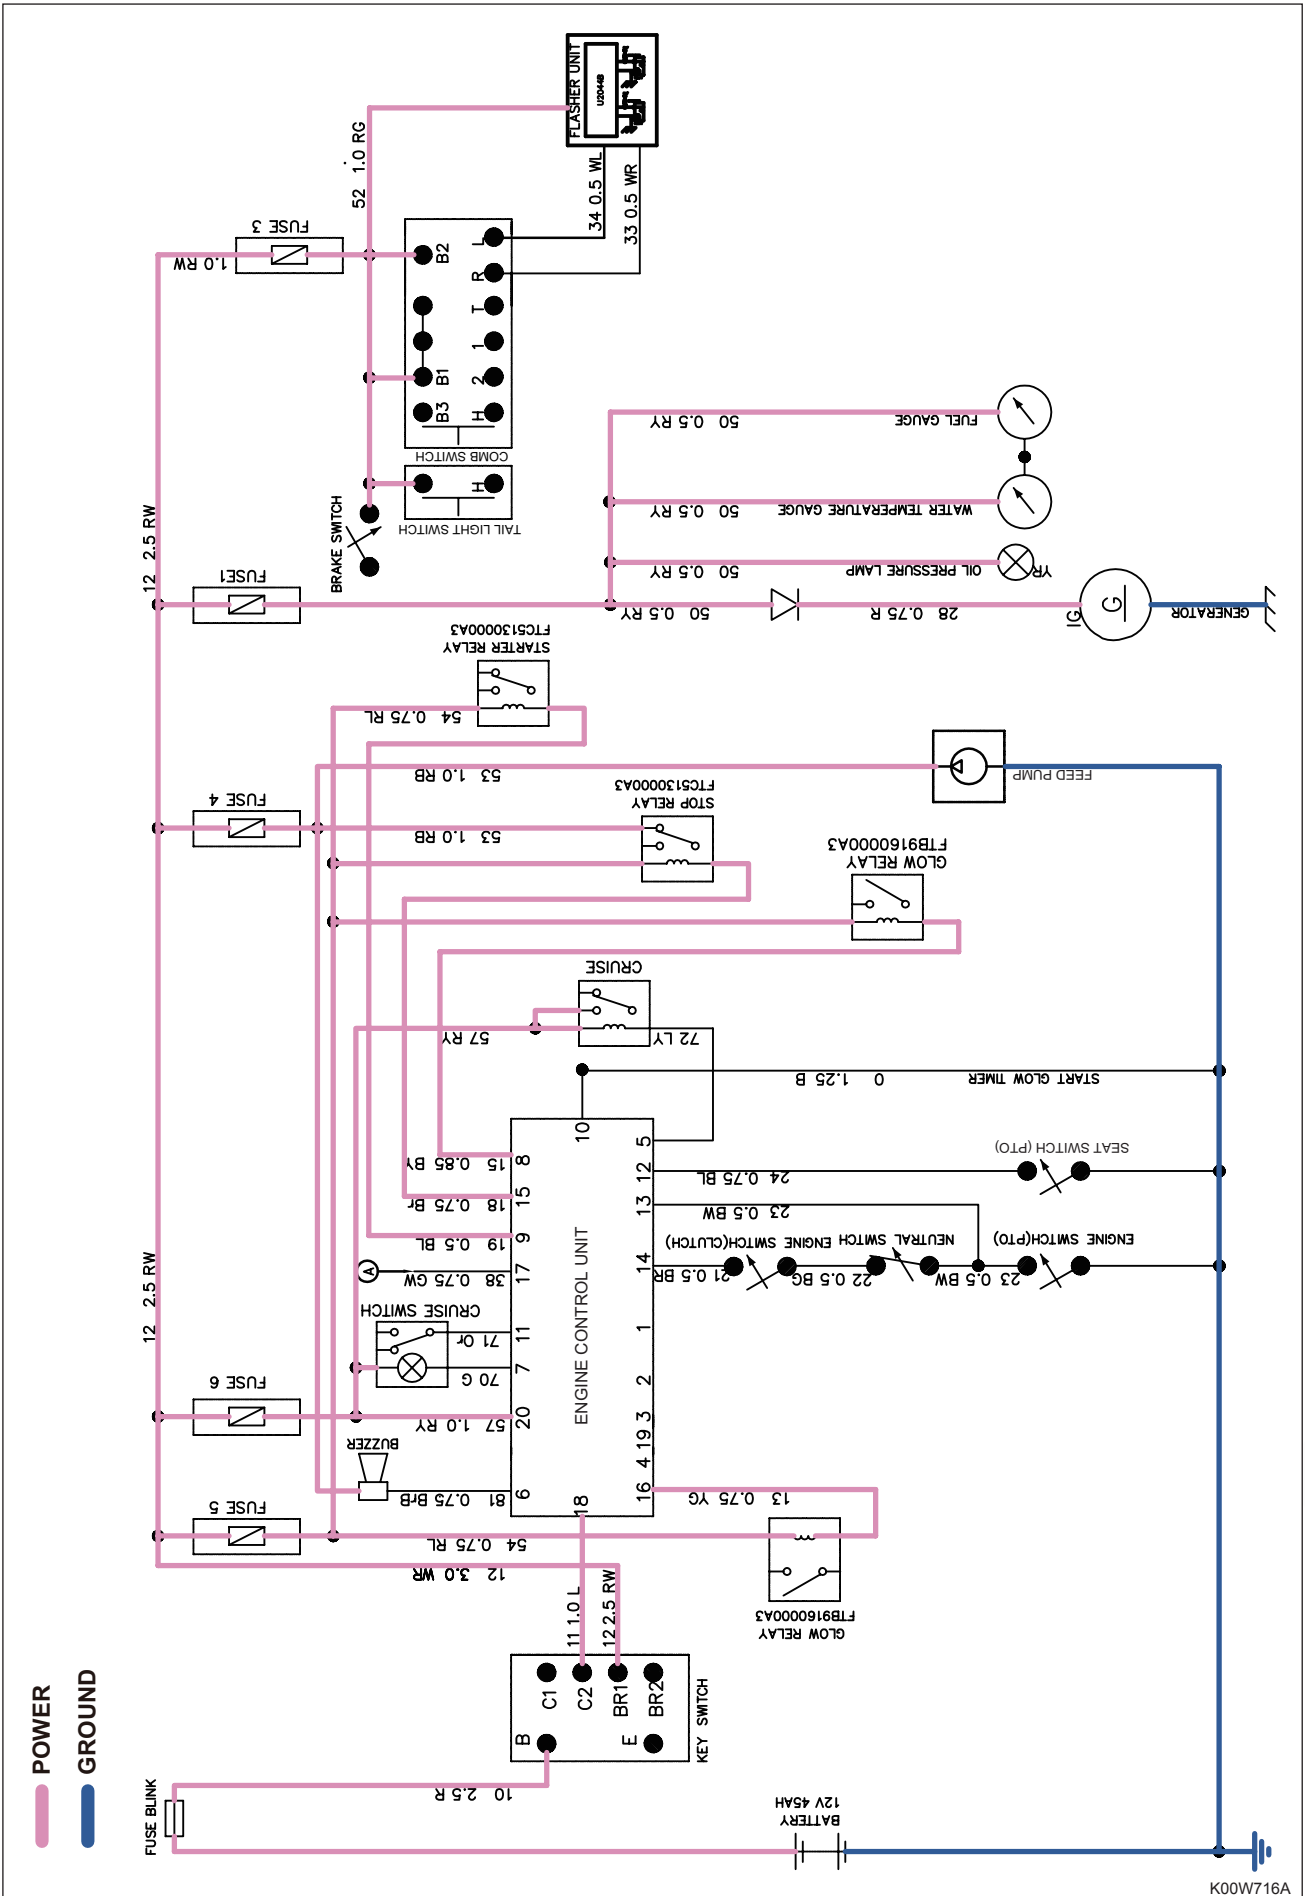 FLASHER UNIT
U2044B
52 1.0 RG
34 0.5 WL
33 0.5 WR
FUSE 3
1.0 RW
B2
L
R
T
1
B1
2
B3
H
COMB SWITCH
H
TAIL LIGHT SWITCH
BRAKE SWITCH
12 2.5 RW
FUSE1
50 0.5 RY
FUEL GAUGE
50 0.5 RY
WATER TEMPERATURE GAUGE
50 0.5 RY
OIL PRESSURE LAMP
YR
50 0.5 RY
28 0.75 R
IG
G
GENERATOR
STARTER RELAY
FTC5130000A3
54 0.75 RL
53 1.0 RB
FEED PUMP
FUSE 4
53 1.0 RB
STOP RELAY
FTC5130000A3
GLOW RELAY
FTB9160000A3
CRUISE
57 RY
72 LY
0 1.25 B
START GLOW TIMER
10
5
8
15 0.85 BY
12
24 0.75 BL
SEAT SWITCH (PTO)
15
18 0.75 Br
13
23 0.5 BW
9
19 0.5 BL
ENGINE CONTROL UNIT
14
21 0.5 BR
ENGINE SWITCH(CLUTCH)
22 0.5 BG
NEUTRAL SWITCH
23 0.5 BW
23 0.5 BW
ENGINE SWITCH(PTO)
17
38 0.75 GW
A
CRUISE SWITCH
11
71 Or
7
70 G
1
2
3
19
4
16
12 2.5 RW
FUSE 6
20
57 1.0 RY
BUZZER
6
81 0.75 BrB
13 0.75 YG
18
FUSE 5
54 0.75 RL
12 3.0 WR
GLOW RELAY
FTB9160000A3
11 1.0 L
12 2.5 RW
C1
C2
BR1
BR2
B
E
KEY SWITCH
POWER
GROUND
FUSE BLINK
10 2.5 R
BATTERY
12V 45AH
K00W716A